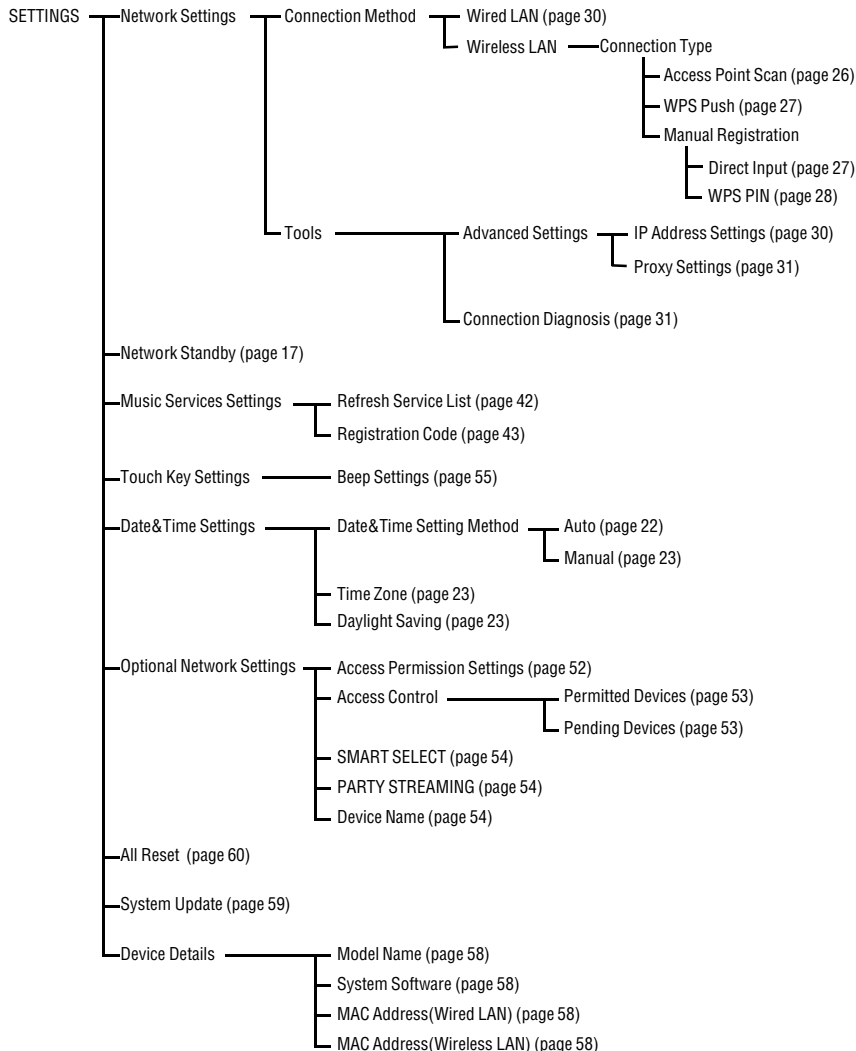 SETTINGS
Network Settings
Connection Method
Wired LAN (page 30)
Wireless LAN
Connection Type
Access Point Scan (page 26)
WPS Push (page 27)
Manual Registration
Direct Input (page 27)
WPS PIN (page 28)
Tools
Advanced Settings
IP Address Settings (page 30)
Proxy Settings (page 31)
Connection Diagnosis (page 31)
Network Standby (page 17)
Music Services Settings
Refresh Service List (page 42)
Registration Code (page 43)
Touch Key Settings
Beep Settings (page 55)
Date&Time Settings
Date&Time Setting Method
Auto (page 22)
Manual (page 23)
Time Zone (page 23)
Daylight Saving (page 23)
Optional Network Settings
Access Permission Settings (page 52)
Access Control
Permitted Devices (page 53)
Pending Devices (page 53)
SMART SELECT (page 54)
PARTY STREAMING (page 54)
Device Name (page 54)
All Reset (page 60)
System Update (page 59)
Device Details
Model Name (page 58)
System Software (page 58)
MAC Address(Wired LAN) (page 58)
MAC Address(Wireless LAN) (page 58)